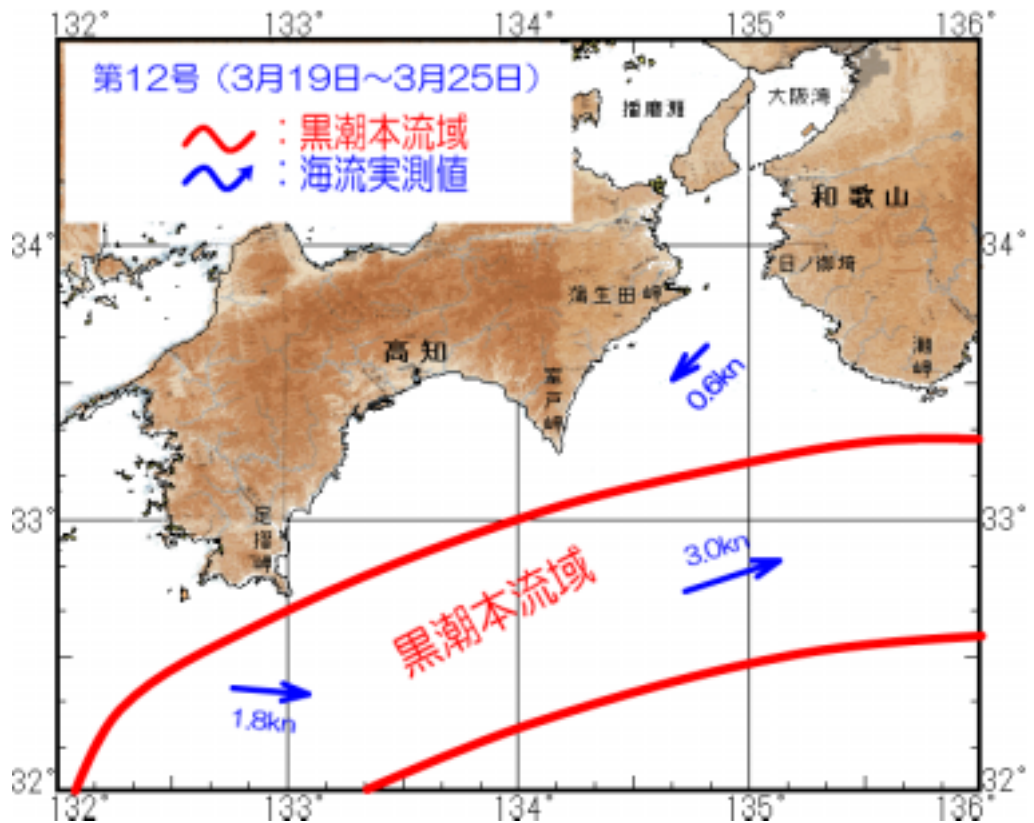 132° 133° 134° 135° 136°
第12号（3月19日～3月25日）
：黒潮本流域
：海流実測値
播磨灘
大阪湾
和歌山
34° 34°
日ノ御埼
蒲生田岬
高知
潮岬
室戸岬
0.6kn
33° 33°
足摺岬
3.0kn
黒潮本流域
1.8kn
32° 32°
132° 133° 134° 135° 136°